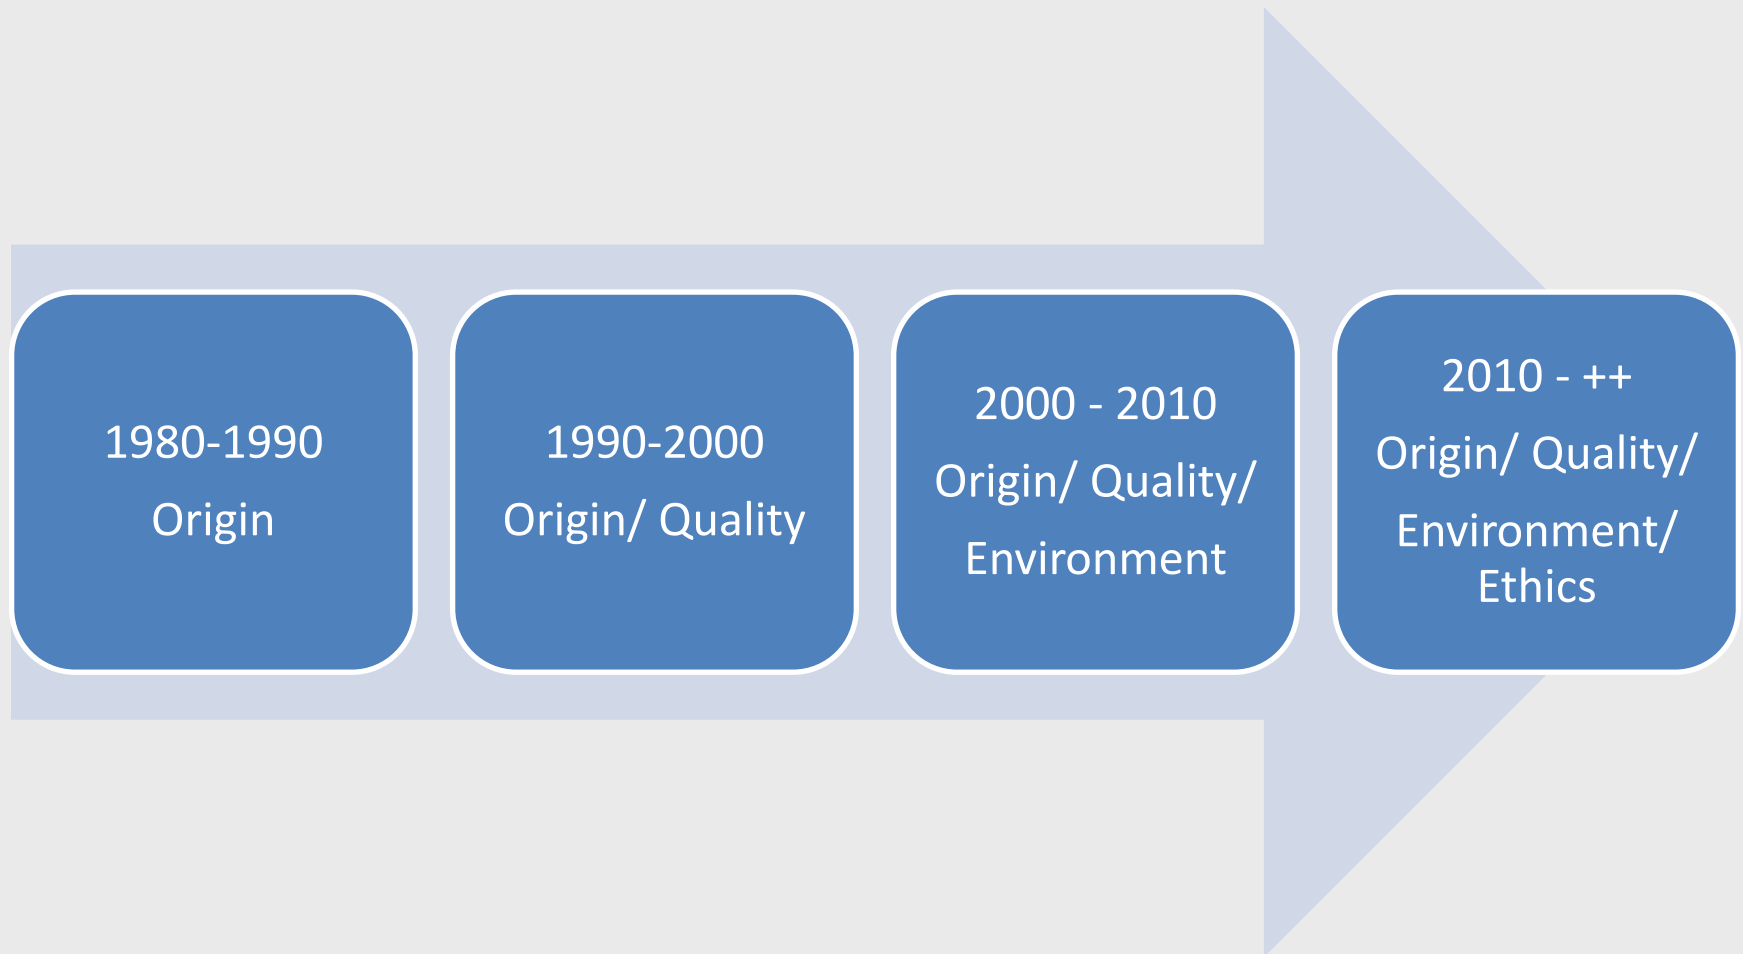 1980-1990
Origin
1990-2000
Origin/ Quality
2000 - 2010
Origin/ Quality/
Environment
2010 - ++
Origin/ Quality/
Environment/
Ethics